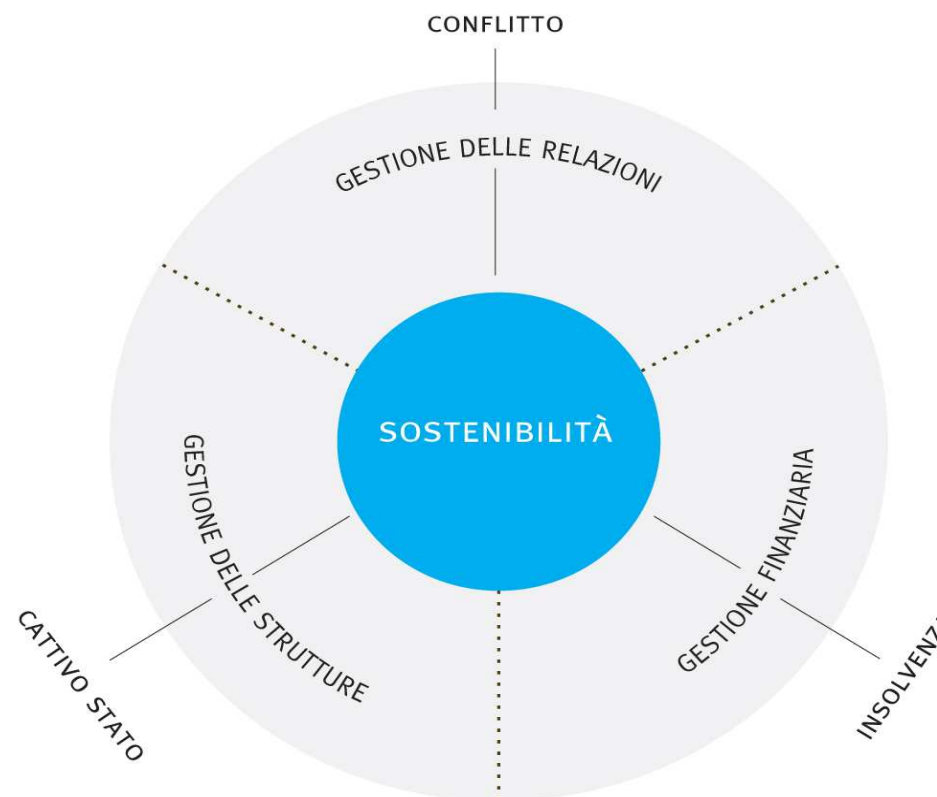 CONFLITTO
GESTIONE DELLE RELAZIONI
SOSTENIBILITÀ
GESTIONE DELLE STRUTTURE
GESTIONE FINANZIARIA
CATTIVO STATO